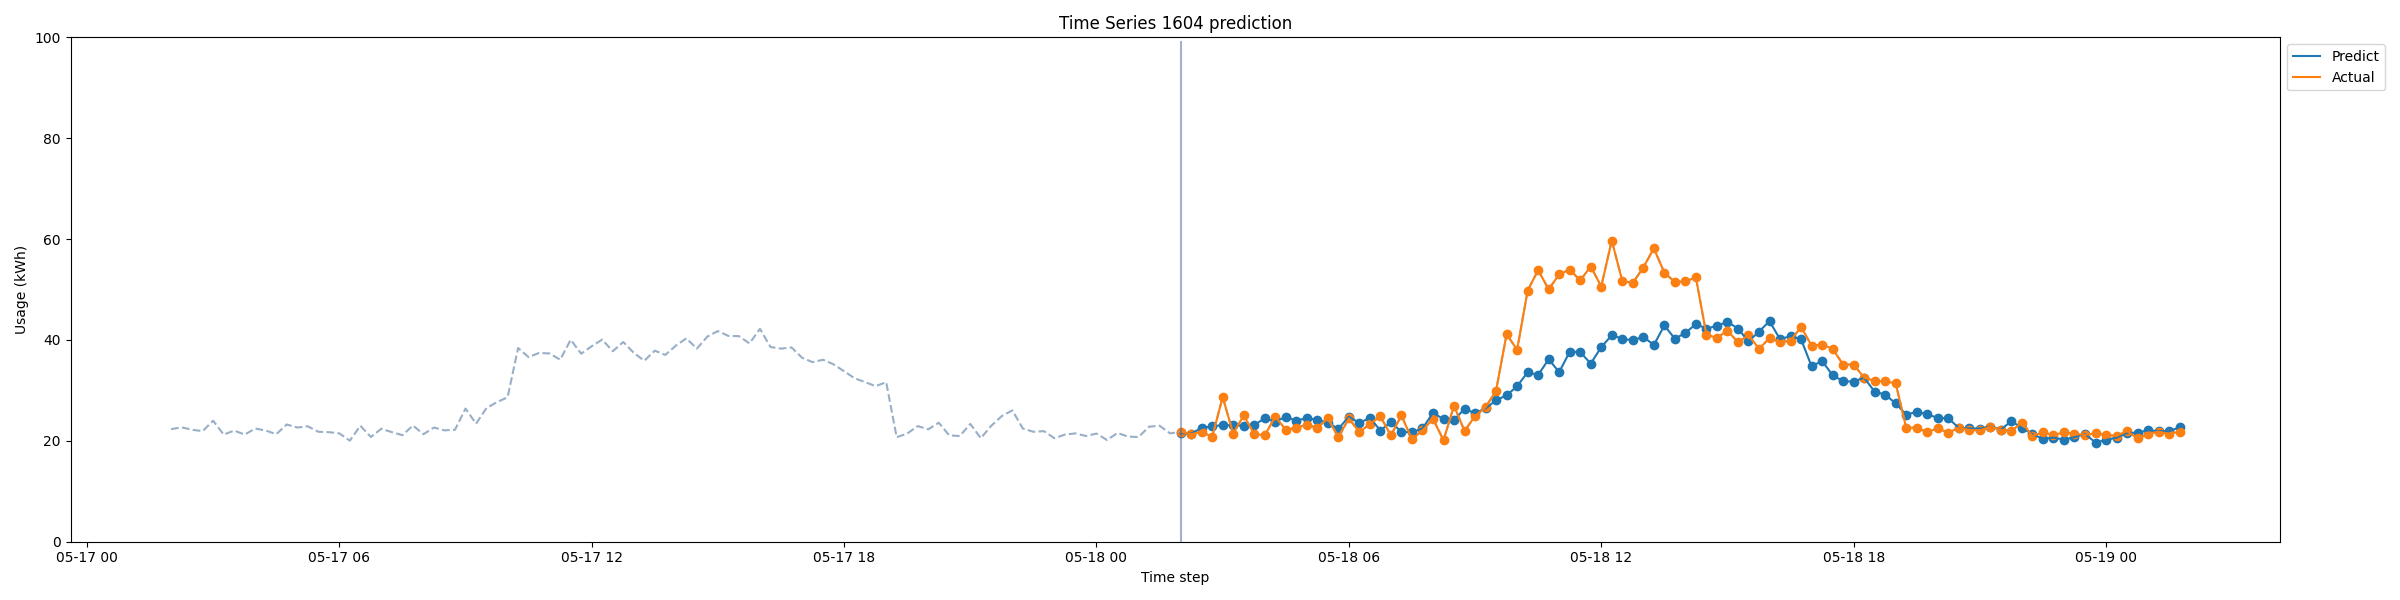 Time Series 1604 prediction
100
80
60
40
20
0
Usage (kWh)
05-17 00 05-17 06 05-17 12 05-17 18 05-18 00 05-18 06 05-18 12 05-18 18 05-19 00
Time step
Predict
Actual